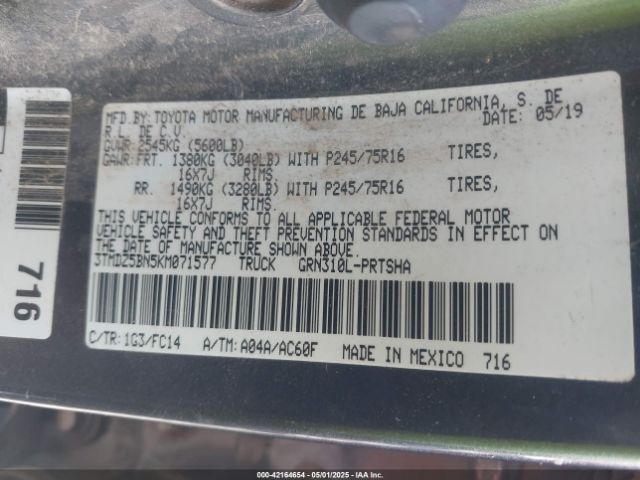 MFD.BY: TOYOTA MOTOR MANUFACTURING DE BAJA CALIFORNIA, S. DE
R.L. DE C.V. DATE: 05/19
GVWR: 2545KG (5600LB)
GAWR: FRT. 1380KG (3040LB) WITH P245/75R16 TIRES,
16X7J RIMS.
RR. 1490KG (3280LB) WITH P245/75R16 TIRES,
16X7J RIMS.
THIS VEHICLE CONFORMS TO ALL APPLICABLE FEDERAL MOTOR
VEHICLE SAFETY AND THEFT PREVENTION STANDARDS IN EFFECT ON
THE DATE OF MANUFACTURE SHOWN ABOVE.
3TMDZ5BN5KM071577 TRUCK GRN310L-PRTSHA
C/TR: 1G3/FC14 A/TM: A04A/AC60F MADE IN MEXICO 716
716
000-42164654 - 05/01/2025 - IAAI.COM